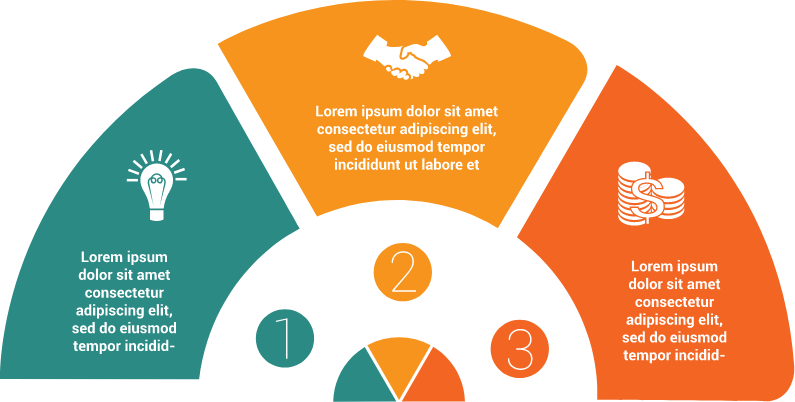 Lorem ipsum
dolor sit amet
consectetur
adipiscing elit,
sed do eiusmod
tempor incidid-
1
Lorem ipsum dolor sit amet
consectetur adipiscing elit,
sed do eiusmod tempor
incididunt ut labore et
2
$
Lorem ipsum
dolor sit amet
consectetur
adipiscing elit,
sed do eiusmod
tempor incidid-
3